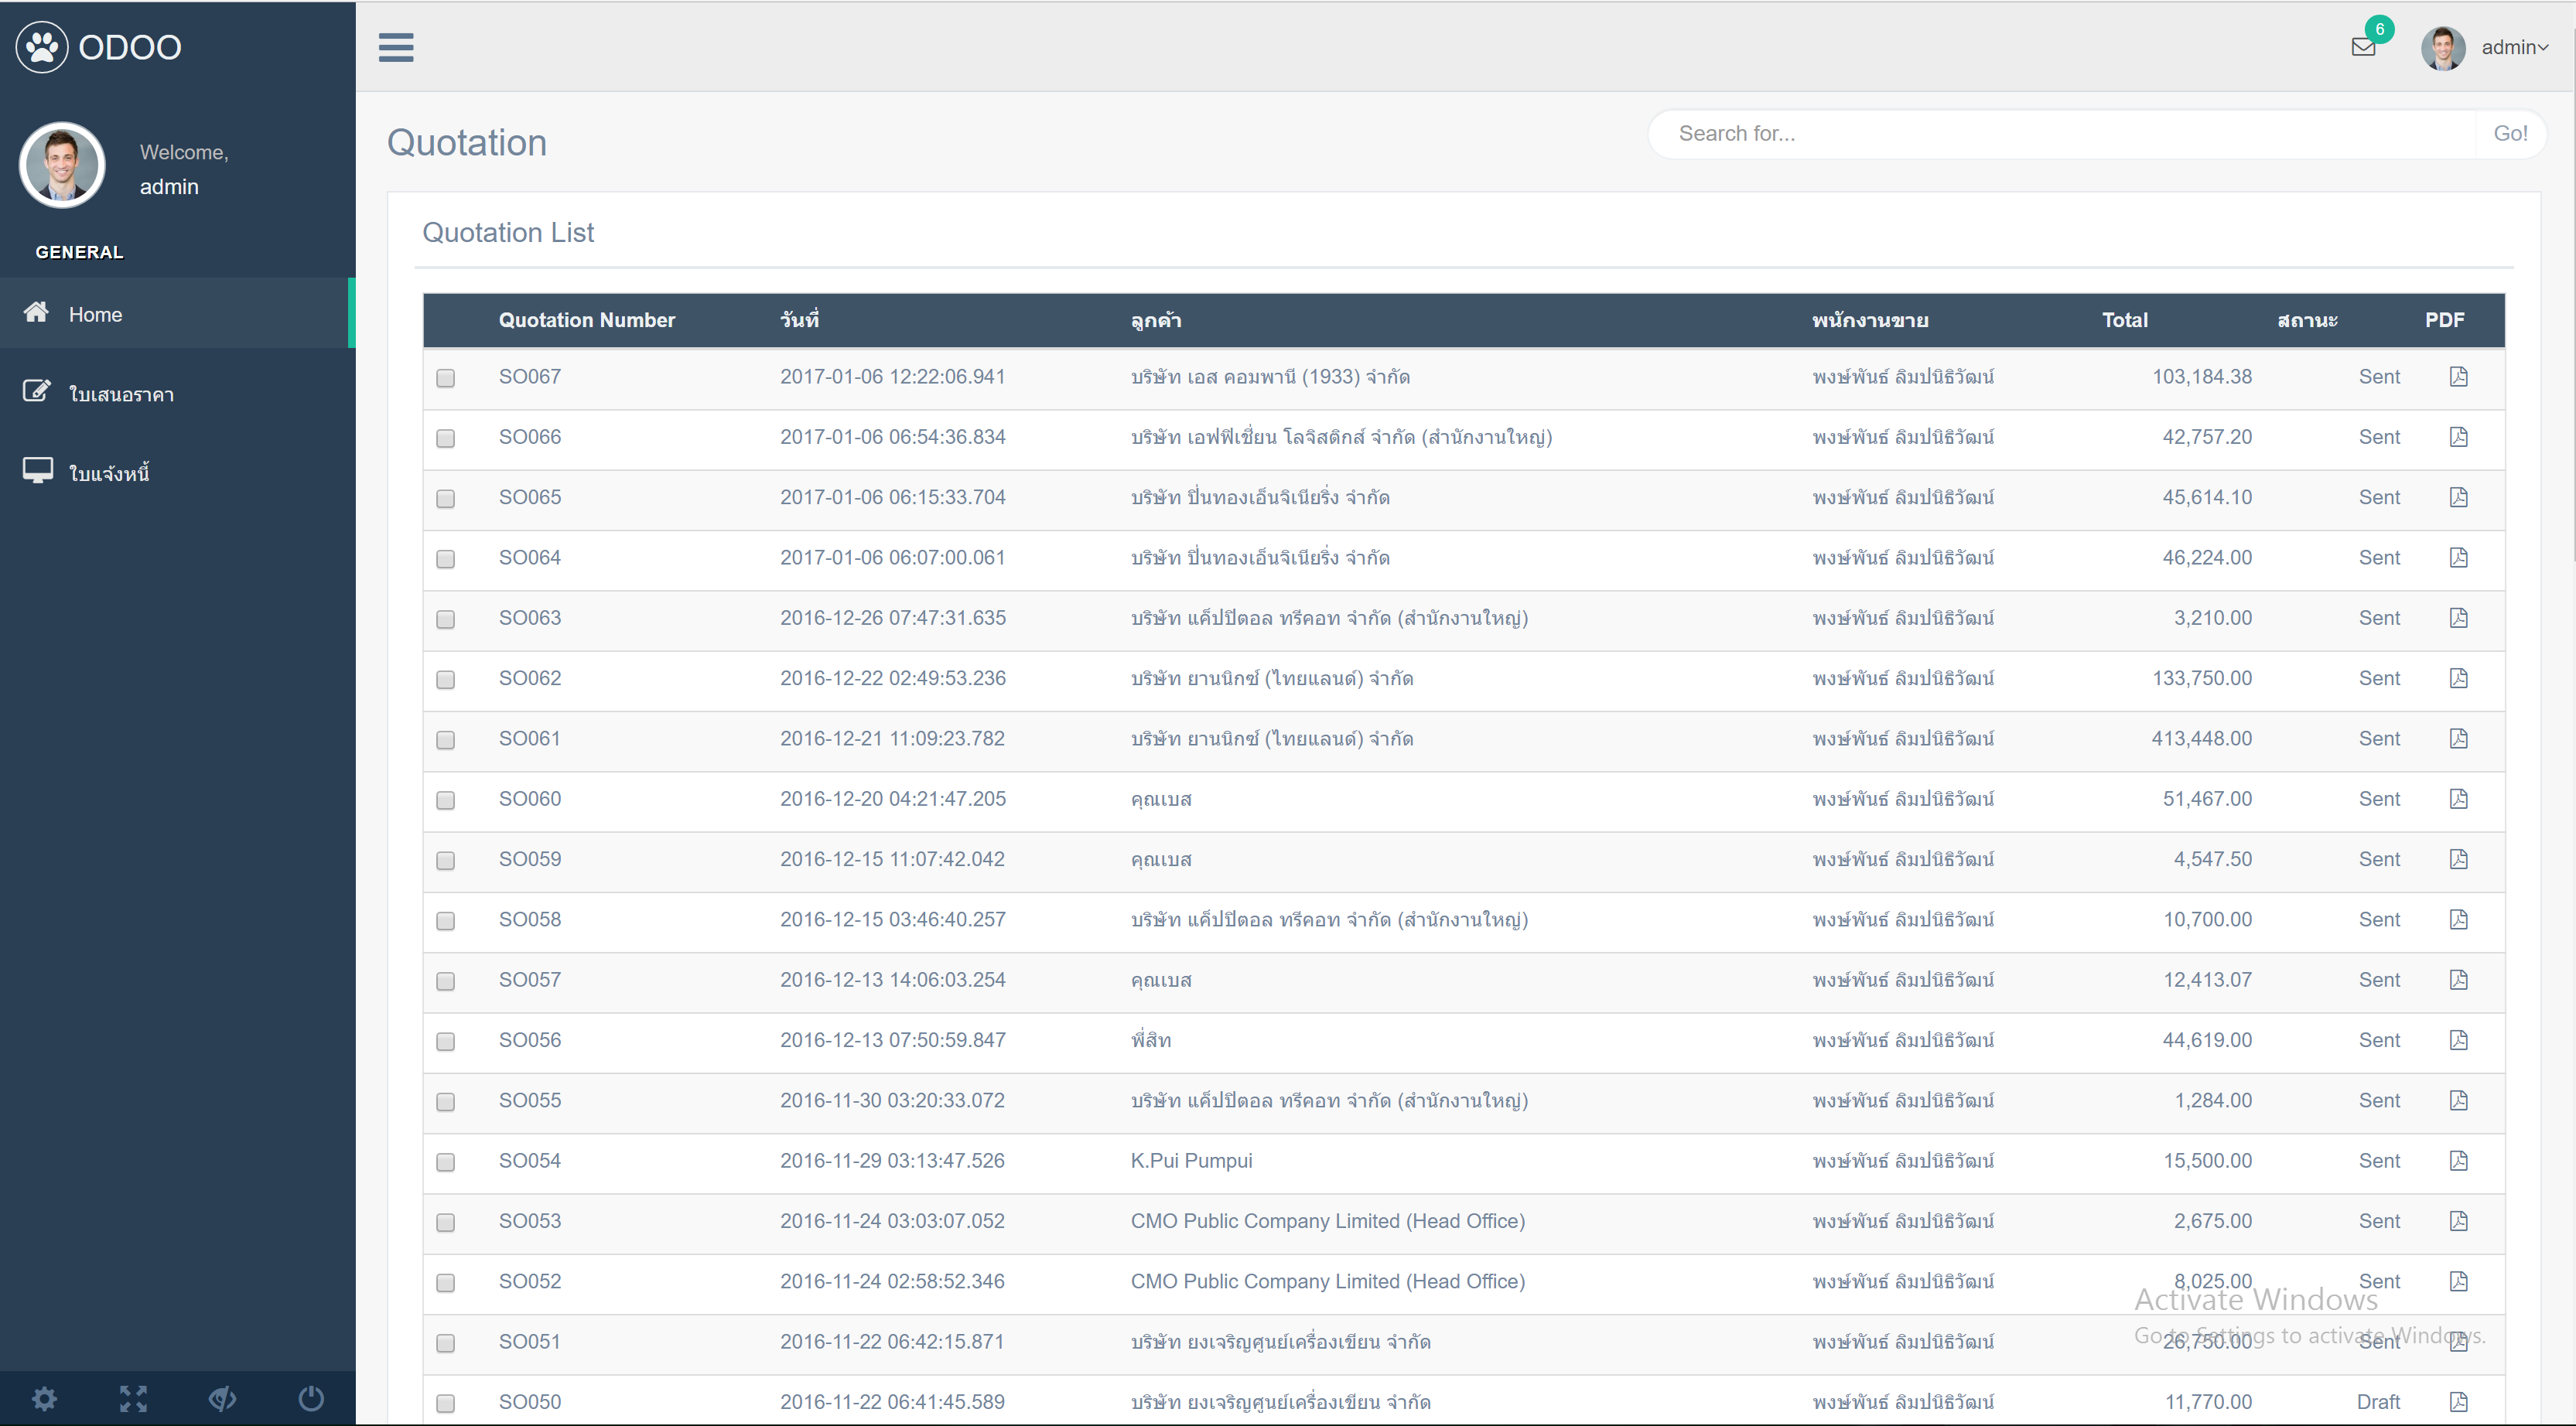 ODOO
6
admin
Welcome,
admin
Quotation
Search for...
Go!
GENERAL
Quotation List
Home
ใบเสนอราคา
ใบแจ้งหนี้
Quotation Number วันที่ ลูกค้า พนักงานขาย Total สถานะ PDF
SO067 2017-01-06 12:22:06.941 บริษัท เอส คอมพานี (1933) จำกัด พงษ์พันธ์ ลิมปนิธิวัฒน์ 103,184.38 Sent
SO066 2017-01-06 06:54:36.834 บริษัท เอฟฟิเชี่ยน โลจิสติกส์ จำกัด (สำนักงานใหญ่) พงษ์พันธ์ ลิมปนิธิวัฒน์ 42,757.20 Sent
SO065 2017-01-06 06:15:33.704 บริษัท ปิ่นทองเอ็นจิเนียริ่ง จำกัด พงษ์พันธ์ ลิมปนิธิวัฒน์ 45,614.10 Sent
SO064 2017-01-06 06:07:00.061 บริษัท ปิ่นทองเอ็นจิเนียริ่ง จำกัด พงษ์พันธ์ ลิมปนิธิวัฒน์ 46,224.00 Sent
SO063 2016-12-26 07:47:31.635 บริษัท แค็ปปิตอล ทรีคอท จำกัด (สำนักงานใหญ่) พงษ์พันธ์ ลิมปนิธิวัฒน์ 3,210.00 Sent
SO062 2016-12-22 02:49:53.236 บริษัท ยานนิกซ์ (ไทยแลนด์) จำกัด พงษ์พันธ์ ลิมปนิธิวัฒน์ 133,750.00 Sent
SO061 2016-12-21 11:09:23.782 บริษัท ยานนิกซ์ (ไทยแลนด์) จำกัด พงษ์พันธ์ ลิมปนิธิวัฒน์ 413,448.00 Sent
SO060 2016-12-20 04:21:47.205 คุณเบส พงษ์พันธ์ ลิมปนิธิวัฒน์ 51,467.00 Sent
SO059 2016-12-15 11:07:42.042 คุณเบส พงษ์พันธ์ ลิมปนิธิวัฒน์ 4,547.50 Sent
SO058 2016-12-15 03:46:40.257 บริษัท แค็ปปิตอล ทรีคอท จำกัด (สำนักงานใหญ่) พงษ์พันธ์ ลิมปนิธิวัฒน์ 10,700.00 Sent
SO057 2016-12-13 14:06:03.254 คุณเบส พงษ์พันธ์ ลิมปนิธิวัฒน์ 12,413.07 Sent
SO056 2016-12-13 07:50:59.847 พี่สิท พงษ์พันธ์ ลิมปนิธิวัฒน์ 44,619.00 Sent
SO055 2016-11-30 03:20:33.072 บริษัท แค็ปปิตอล ทรีคอท จำกัด (สำนักงานใหญ่) พงษ์พันธ์ ลิมปนิธิวัฒน์ 1,284.00 Sent
SO054 2016-11-29 03:13:47.526 K.Pui Pumpui พงษ์พันธ์ ลิมปนิธิวัฒน์ 15,500.00 Sent
SO053 2016-11-24 03:03:07.052 CMO Public Company Limited (Head Office) พงษ์พันธ์ ลิมปนิธิวัฒน์ 2,675.00 Sent
SO052 2016-11-24 02:58:52.346 CMO Public Company Limited (Head Office) พงษ์พันธ์ ลิมปนิธิวัฒน์ 8,025.00 Sent
Activate Windows
Go to Settings to activate Windows.
SO051 2016-11-22 06:42:15.871 บริษัท ยงเจริญศูนย์เครื่องเขียน จำกัด พงษ์พันธ์ ลิมปนิธิวัฒน์ 26,750.00 Sent
SO050 2016-11-22 06:41:45.589 บริษัท ยงเจริญศูนย์เครื่องเขียน จำกัด พงษ์พันธ์ ลิมปนิธิวัฒน์ 11,770.00 Draft